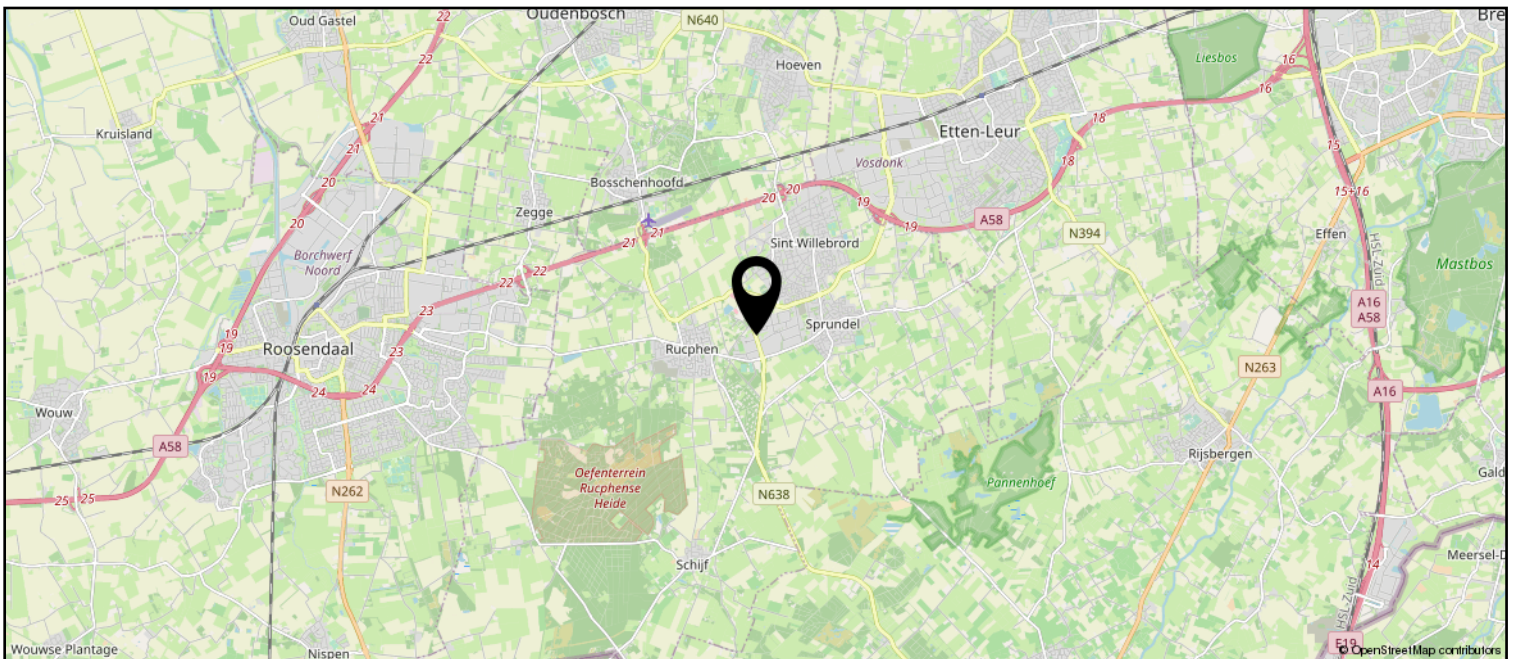 Oud Gastel
22
Oudenbosch
N640
Bre
22
Hoeven
Liesbos
16
16
Kruisland
21
21
Etten-Leur
18
18
15
Vosdonk
20
20
Bosschenhoofd
20
20
15+16
Zegge
19
19
A58
N394
Effen
HSL-Zuid
21
21
Sint Willebrord
Borchwerf
Noord
22
22
Mastbos
A16
A58
23
Sprundel
19
19
Roosendaal
23
Rucphen
19
24
24
N263
A16
Wouw
A58
Rijsbergen
Oefenterrein
Rucphense
Heide
Pannenhoef
Gald
25
25
N262
N638
Schijf
14
Meersel-D
HSL-Zuid
Wouwse Plantage
Nispen
E19
© OpenStreetMap contributors